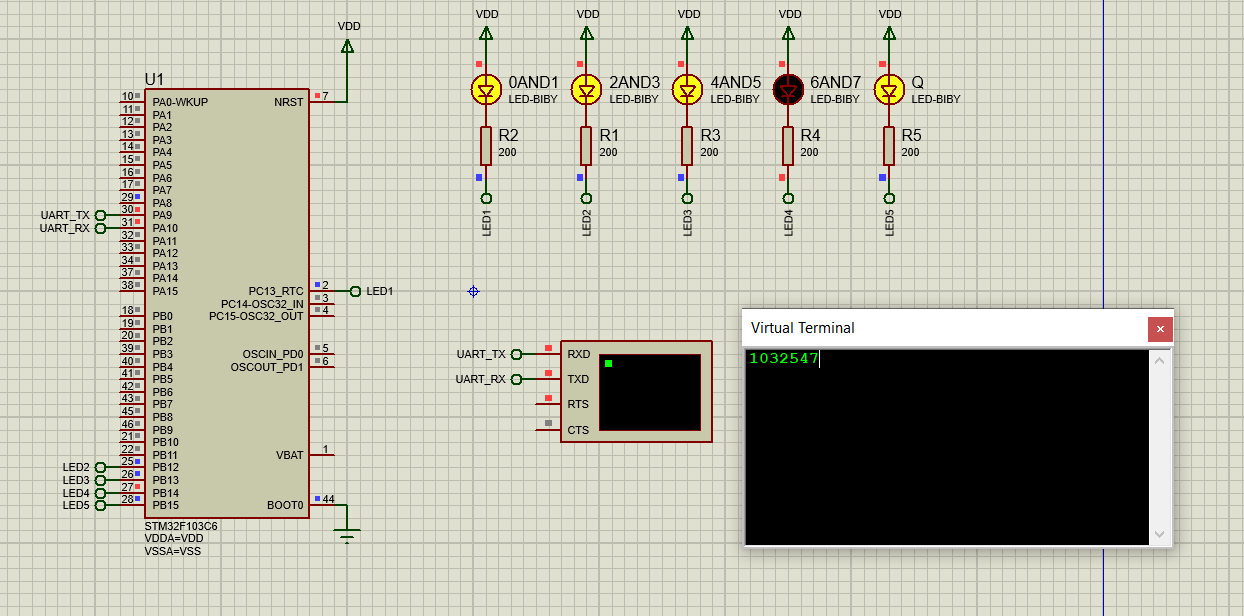 VDD
VDD
VDD
VDD
VDD
VDD
U1
10
PA0-WKUP
NRST
7
11
PA1
12
PA2
13
PA3
14
PA4
15
PA5
16
PA6
17
PA7
29
PA8
UART_TX
30
PA9
UART_RX
31
PA10
32
PA11
33
PA12
34
PA13
37
PA14
38
PA15
PC13_RTC
2
LED1
PC14-OSC32_IN
3
PC15-OSC32_OUT
4
18
PB0
19
PB1
20
PB2
39
PB3
OSCIN_PD0
5
40
PB4
OSCOUT_PD1
6
41
PB5
42
PB6
43
PB7
45
PB8
46
PB9
21
PB10
22
PB11
VBAT
1
LED2
25
PB12
LED3
26
PB13
LED4
27
PB14
LED5
28
PB15
BOOT0
44
STM32F103C6
VDDA=VDD
VSSA=VSS
0AND1
LED-BIBY
2AND3
LED-BIBY
4AND5
LED-BIBY
6AND7
LED-BIBY
Q
LED-BIBY
R2
200
R1
200
R3
200
R4
200
R5
200
LED1
LED2
LED3
LED4
LED5
UART_TX
RXD
UART_RX
TXD
RTS
CTS
Virtual Terminal
1032547